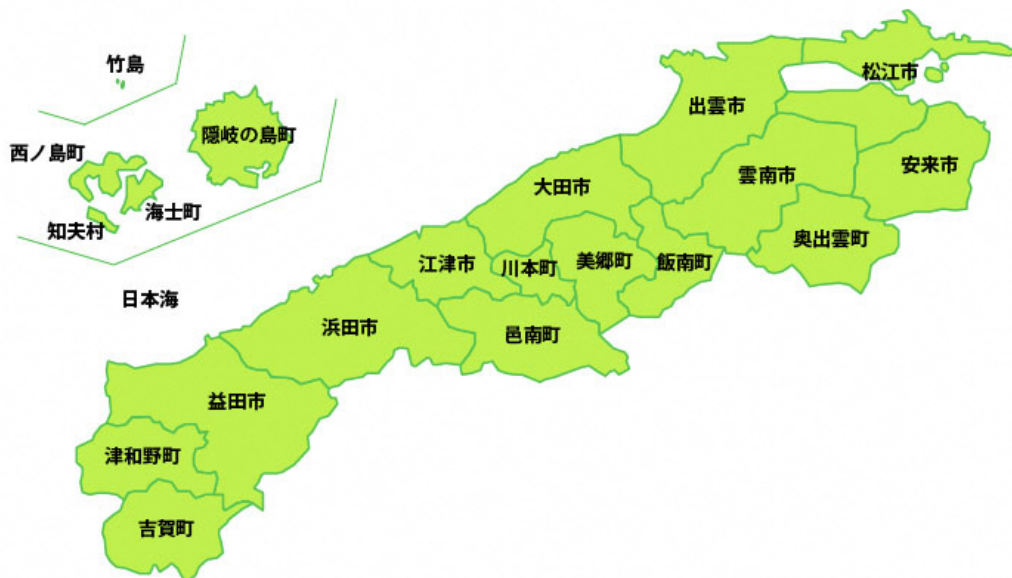 竹島
松江市
出雲市
隠岐の島町
西ノ島町
安来市
雲南市
大田市
海士町
知夫村
奥出雲町
江津市
川本町
美郷町
飯南町
日本海
浜田市
邑南町
益田市
津和野町
吉賀町